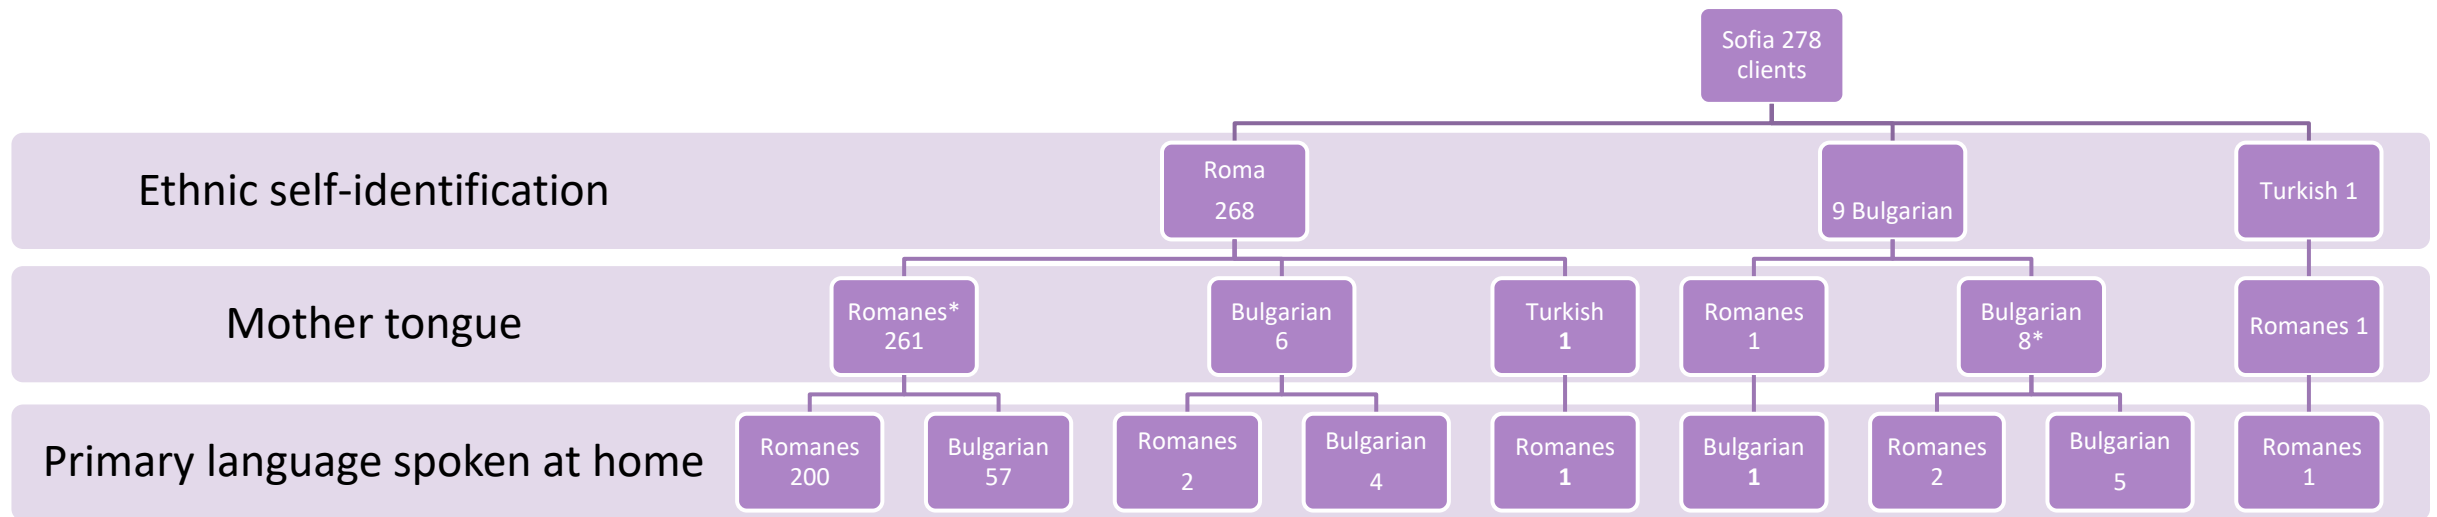 Sofia 278
clients
Ethnic self-identification
Roma
268
9 Bulgarian
Turkish 1
Mother tongue
Romanes*
261
Bulgarian
6
Turkish
1
Romanes
1
Bulgarian
8*
Romanes 1
Primary language spoken at home
Romanes
200
Bulgarian
57
Romanes
2
Bulgarian
4
Romanes
1
Bulgarian
1
Romanes
2
Bulgarian
5
Romanes
1